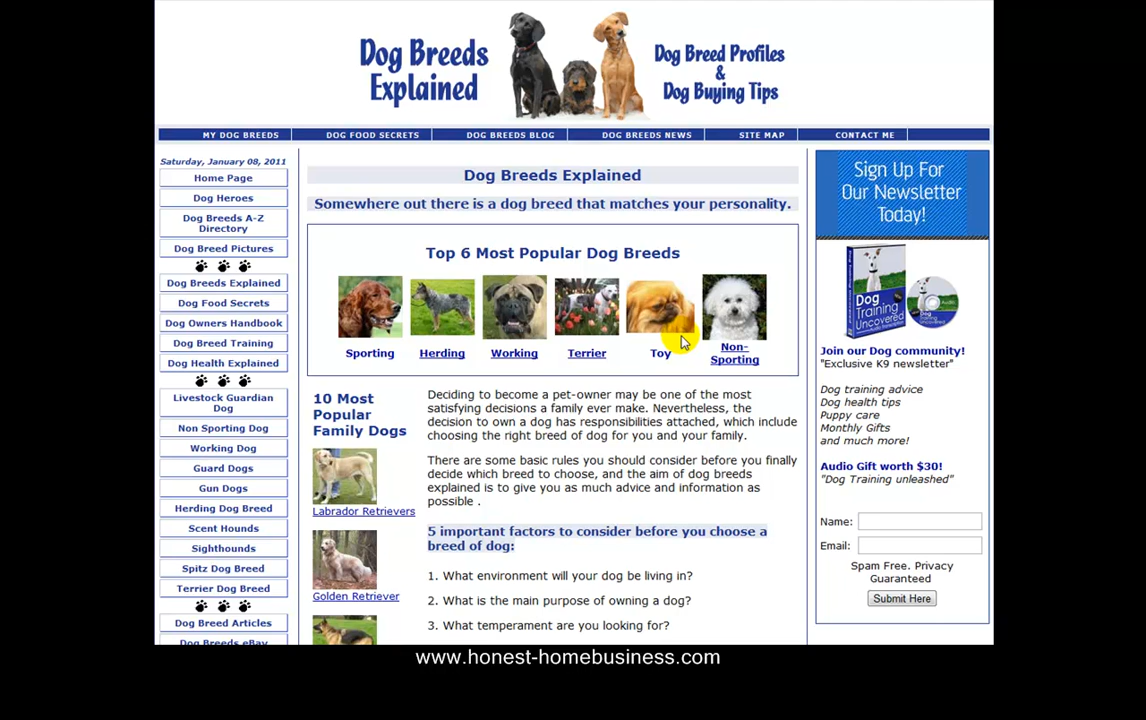 Dog Breeds
Explained
Dog Breed Profiles
&
Dog Buying Tips
MY DOG BREEDS
DOG FOOD SECRETS
DOG BREEDS BLOG
DOG BREEDS NEWS
SITE MAP
CONTACT ME
Saturday, January 08, 2011
Home Page
Dog Heroes
Dog Breeds A-Z
Directory
Dog Breed Pictures
Dog Breeds Explained
Dog Food Secrets
Dog Owners Handbook
Dog Breed Training
Dog Health Explained
Livestock Guardian
Dog
Non Sporting Dog
Working Dog
Guard Dogs
Gun Dogs
Herding Dog Breed
Scent Hounds
Sighthounds
Spitz Dog Breed
Terrier Dog Breed
Dog Breed Articles
Dog Breeds eBay
Dog Breeds Explained
Somewhere out there is a dog breed that matches your personality.
Top 6 Most Popular Dog Breeds
Sporting
Herding
Working
Terrier
Toy
Non-
Sporting
10 Most
Popular
Family Dogs
Labrador Retrievers
Golden Retriever
Deciding to become a pet-owner may be one of the most
satisfying decisions a family ever make. Nevertheless, the
decision to own a dog has responsibilities attached, which include
choosing the right breed of dog for you and your family.
There are some basic rules you should consider before you finally
decide which breed to choose, and the aim of dog breeds
explained is to give you as much advice and information as
possible .
5 important factors to consider before you choose a
breed of dog:
1. What environment will your dog be living in?
2. What is the main purpose of owning a dog?
3. What temperament are you looking for?
Sign Up For
Our Newsletter
Today!
Dog
Training
Uncovered
Join our Dog community!
"Exclusive K9 newsletter"
Dog training advice
Dog health tips
Puppy care
Monthly Gifts
and much more!
Audio Gift worth $30!
"Dog Training unleashed"
Name:
Email:
Spam Free. Privacy
Guaranteed
Submit Here
www.honest-homebusiness.com